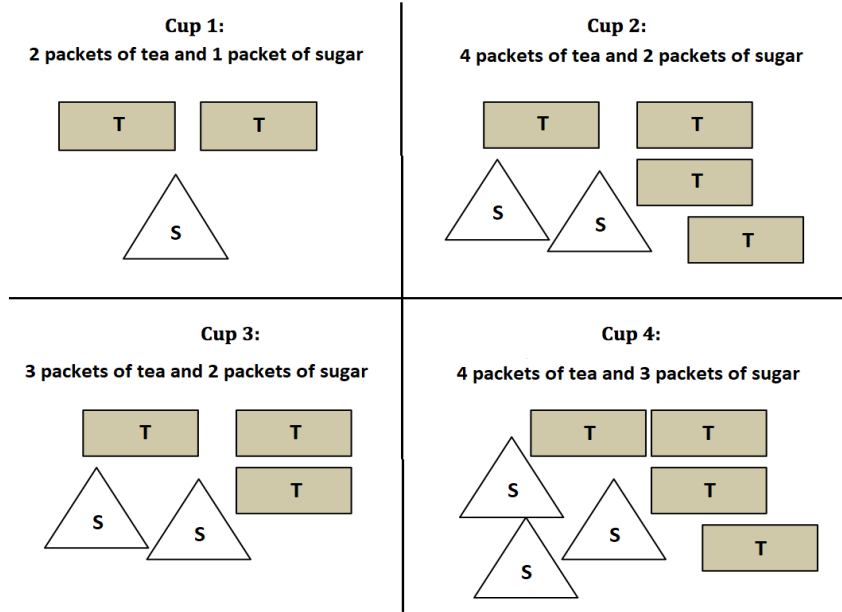 Cup 1:
2 packets of tea and 1 packet of sugar
T T
S
Cup 2:
4 packets of tea and 2 packets of sugar
T T
T
S S
T
Cup 3:
3 packets of tea and 2 packets of sugar
T T
T
S S
Cup 4:
4 packets of tea and 3 packets of sugar
T T
S T
S
T
S